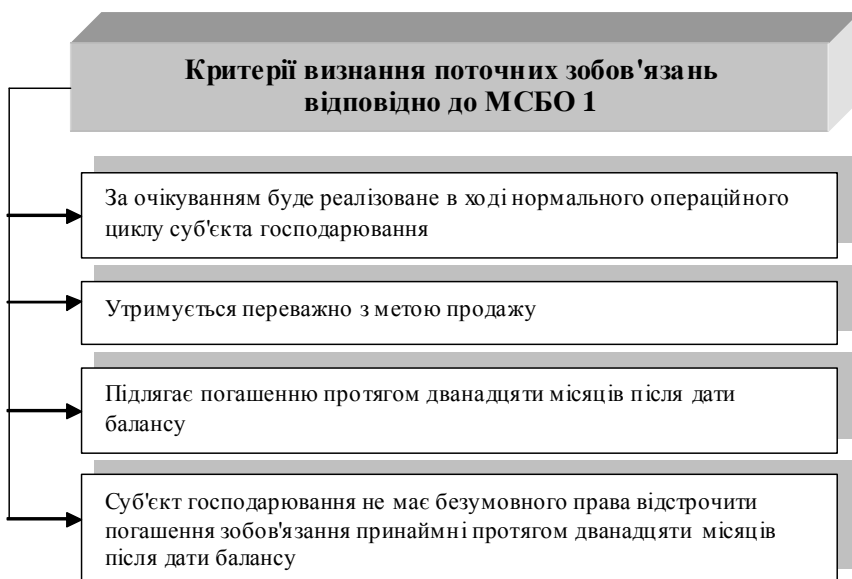 Критерії визнання поточних зобов'язань
відповідно до МСБО 1
За очікуванням буде реалізоване в ході нормального операційного
циклу суб'єкта господарювання
Утримується переважно з метою продажу
Підлягає погашенню протягом дванадцяти місяців після дати
балансу
Суб'єкт господарювання не має безумовного права відстрочити
погашення зобов'язання принаймні протягом дванадцяти місяців
після дати балансу